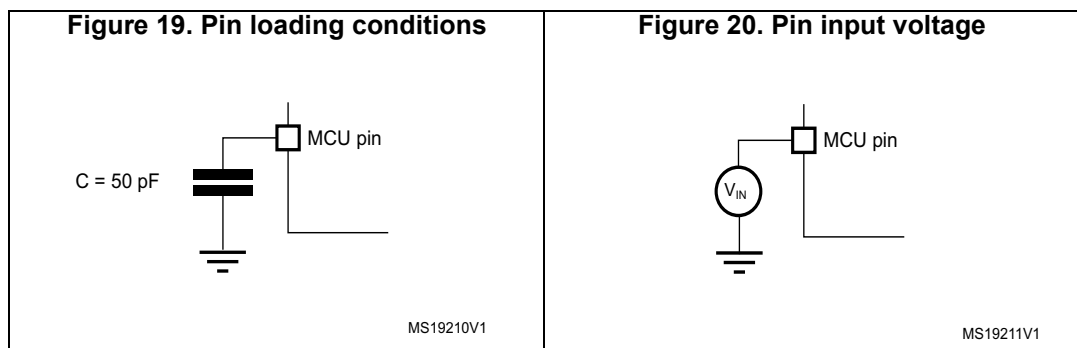 Figure 19. Pin loading conditions
MCU pin
C = 50 pF
MS19210V1
Figure 20. Pin input voltage
MCU pin
VIN
MS19211V1